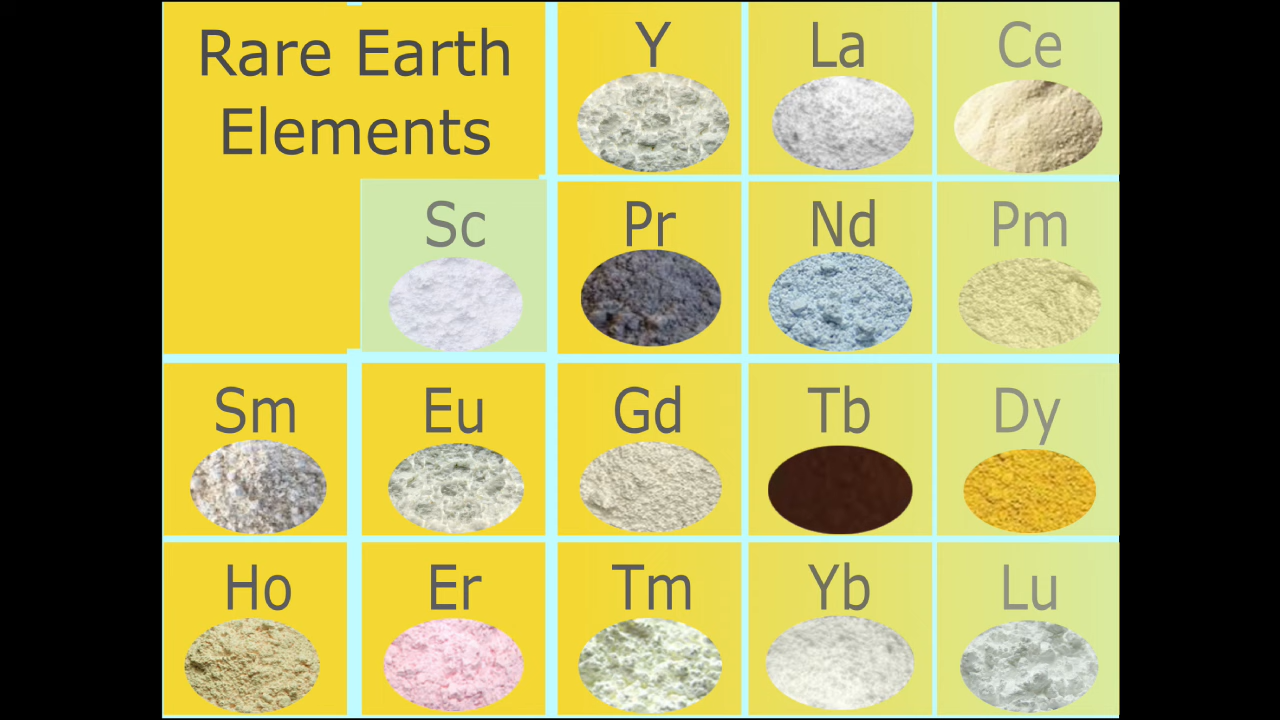 Rare Earth
Elements
Y La Ce
Sc Pr Nd Pm
Sm Eu Gd Tb Dy
Ho Er Tm Yb Lu